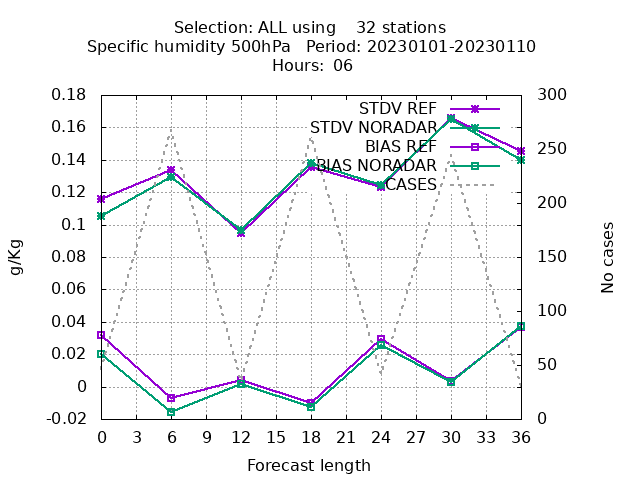 Selection: ALL using    32 stations
Specific humidity 500hPa   Period: 20230101-20230110
Hours:  06
STDV REF
STDV NORADAR
BIAS REF
BIAS NORADAR
CASES
g/Kg
0.18
0.16
0.14
0.12
0.1
0.08
0.06
0.04
0.02
0
-0.02
300
250
200
150
100
50
0
No cases
0 3 6 9 12 15 18 21 24 27 30 33 36
Forecast length